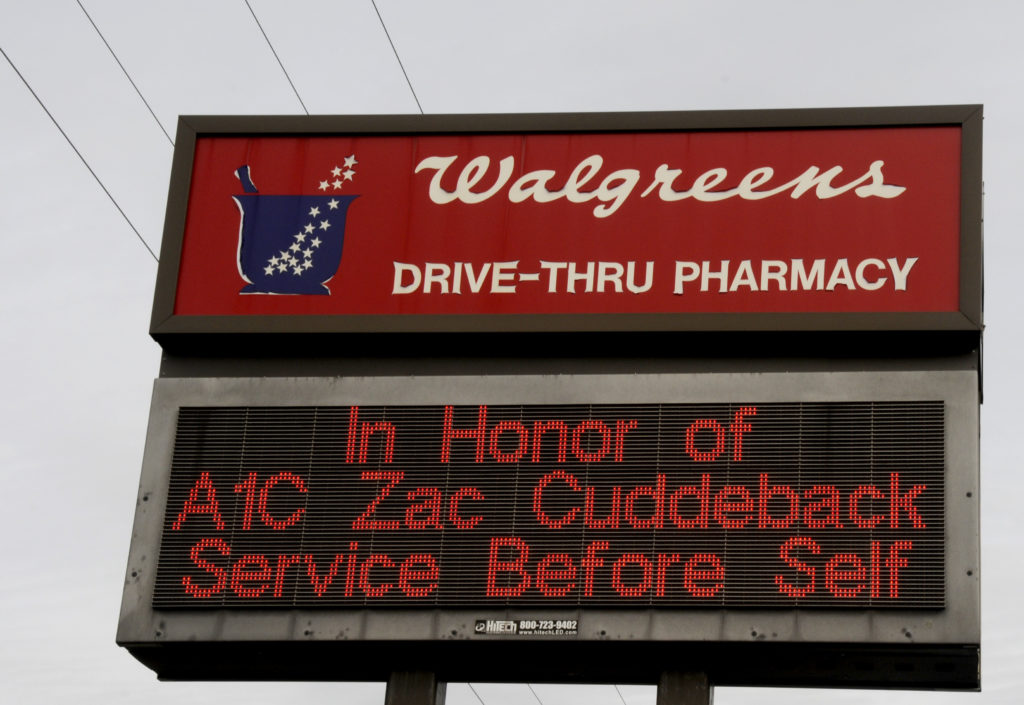 Walgreens
DRIVE-THRU PHARMACY
In Honor of
A1C Zac Cuddeback
Service Before Self
HiTech 800-723-9402
www.hitechLED.com